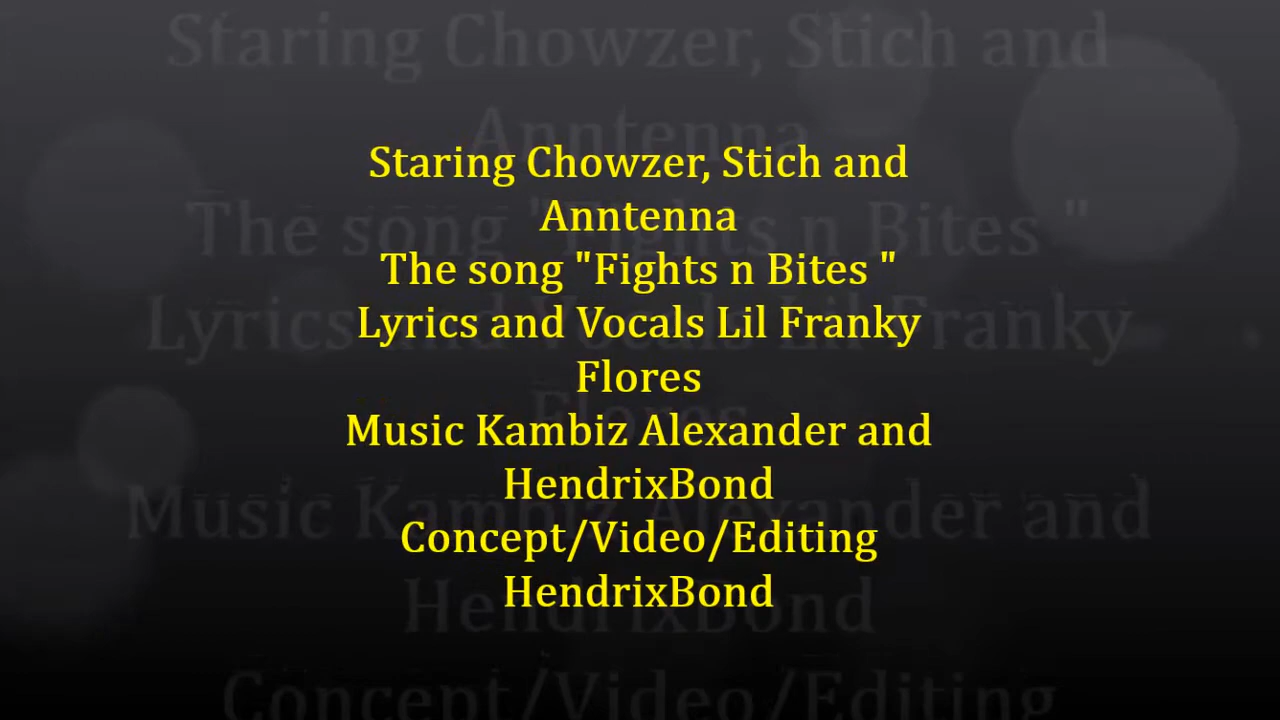 Staring Chowzer, Stich and
Anntenna
The song "Fights n Bites "
Lyrics and Vocals Lil Franky
Flores
Music Kambiz Alexander and
HendrixBond
Concept/Video/Editing
HendrixBond